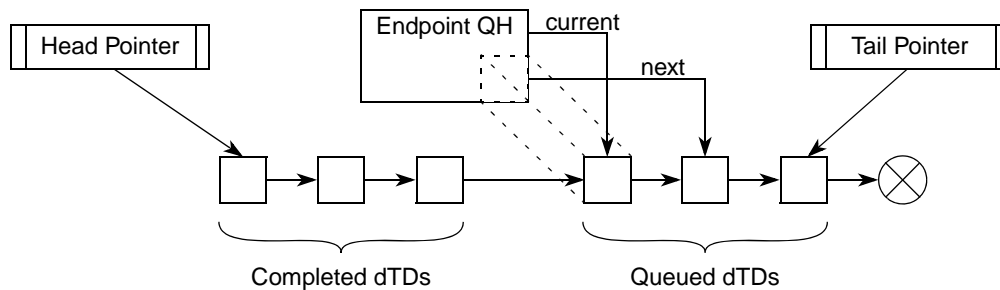 Head Pointer
Endpoint QH
current
next
Tail Pointer
Completed dTDs
Queued dTDs